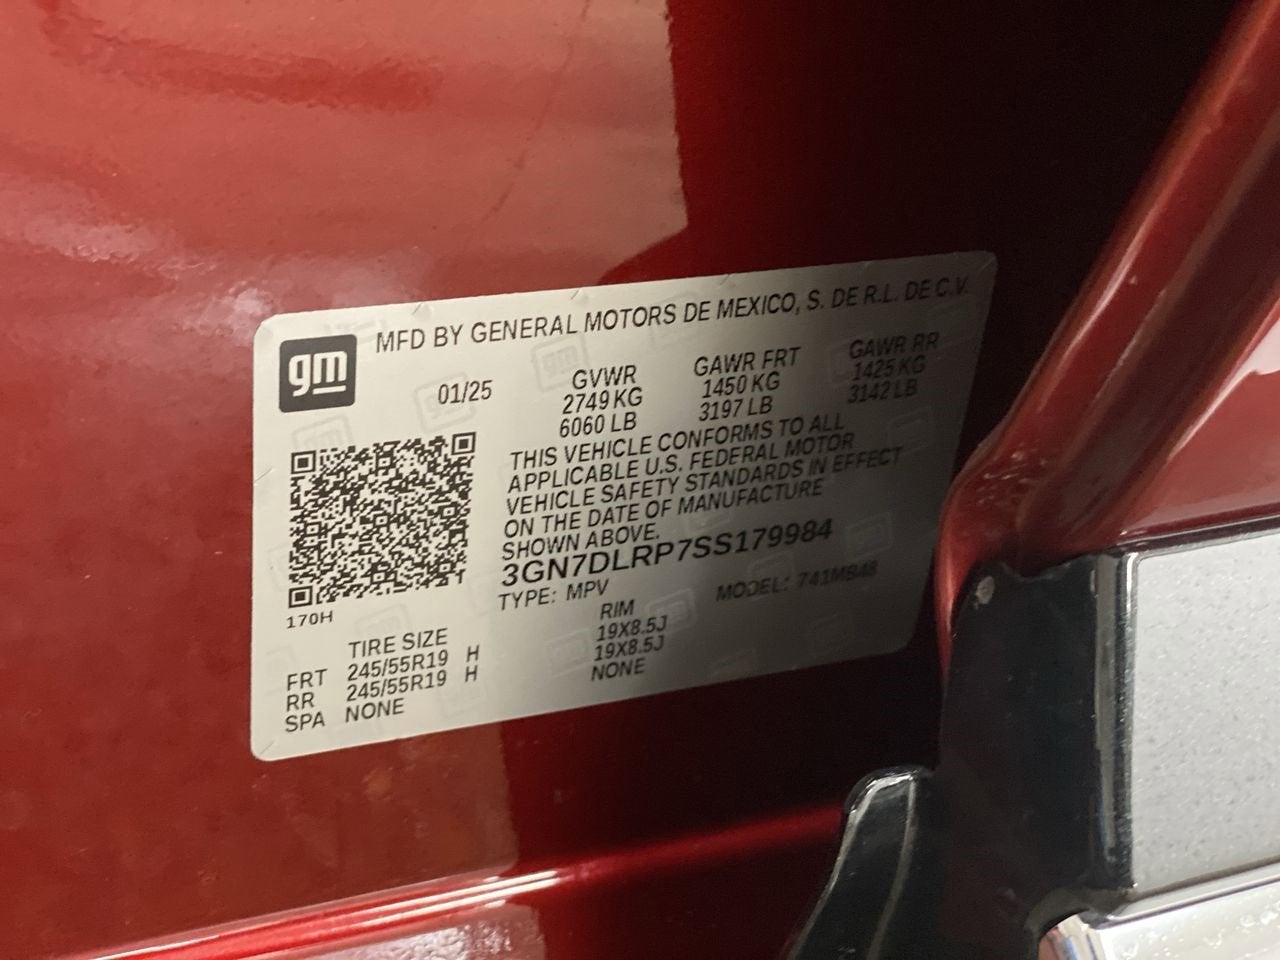 gm
MFD BY GENERAL MOTORS DE MEXICO, S. DE R.L. DE C.V.
01/25
GVWR
2749 KG
6060 LB
GAWR FRT
1450 KG
3197 LB
GAWR RR
1425 KG
3142 LB
THIS VEHICLE CONFORMS TO ALL
APPLICABLE U.S. FEDERAL MOTOR
VEHICLE SAFETY STANDARDS IN EFFECT
ON THE DATE OF MANUFACTURE
SHOWN ABOVE.
3GN7DLRP7SS179984
TYPE: MPV MODEL: 741MB48
170H
TIRE SIZE RIM
FRT 245/55R19 H 19X8.5J
RR 245/55R19 H 19X8.5J
SPA NONE NONE